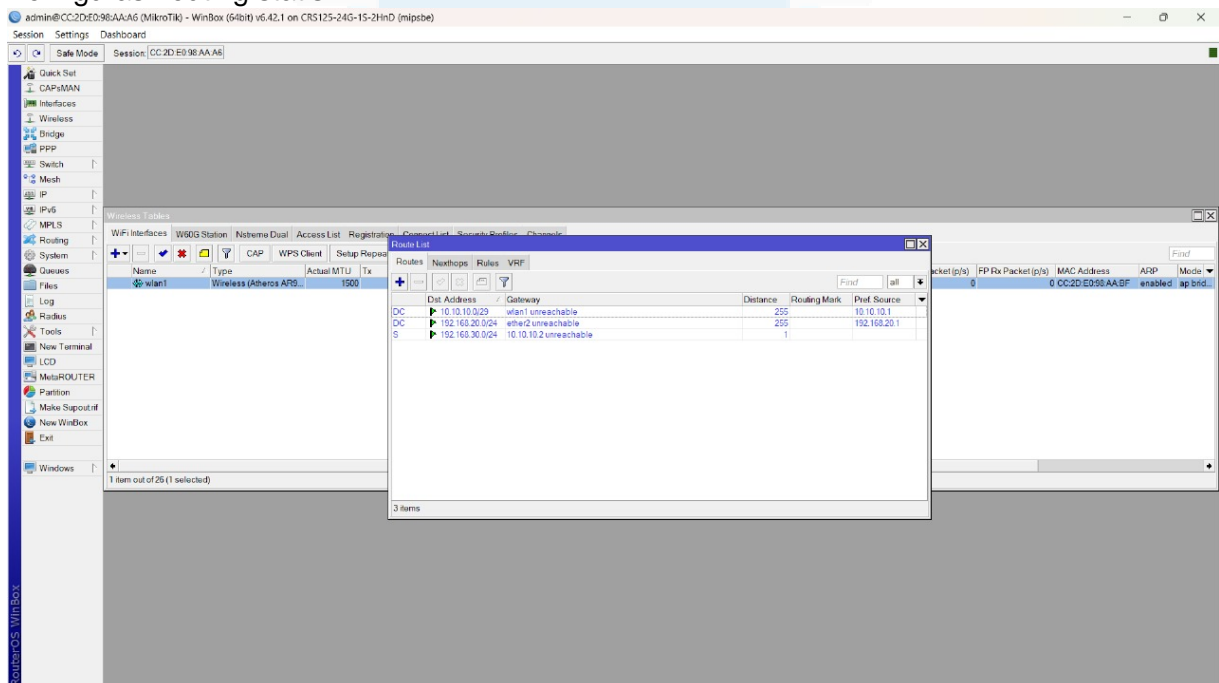 admin@CC:2D:E0:98:AA:A6 (MikroTik) - WinBox (64bit) v6.42.1 on CRS125-24G-1S-2HnD (mipsbe)
Session Settings Dashboard
Safe Mode Session: CC:2D:E0:98:AA:A6
Quick Set
CAPsMAN
Interfaces
Wireless
Bridge
PPP
Switch
Mesh
IP
IPv6
MPLS
Routing
System
Queues
Files
Log
Radius
Tools
New Terminal
LCD
MetaROUTER
Partition
Make Supout.rif
New WinBox
Exit
Windows
RouterOS WinBox
Wireless Tables
WiFi Interfaces W60G Station Nstreme Dual Access List Registration Connect List Security Profiles Channels
CAP WPS Client Setup Repea
Find
Name Type Actual MTU Tx
acket (p/s) FP Rx Packet (p/s) MAC Address ARP Mode
wlan1 Wireless (Atheros AR9... 1500
0 0 CC:2D:E0:98:AA:BF enabled ap brid...
1 item out of 26 (1 selected)
Route List
Routes Nexthops Rules VRF
Find all
Dst. Address Gateway Distance Routing Mark Pref. Source
DC 10.10.10.0/29 wlan1 unreachable 255 10.10.10.1
DC 192.168.20.0/24 ether2 unreachable 255 192.168.20.1
S 192.168.30.0/24 10.10.10.2 unreachable 1
3 items